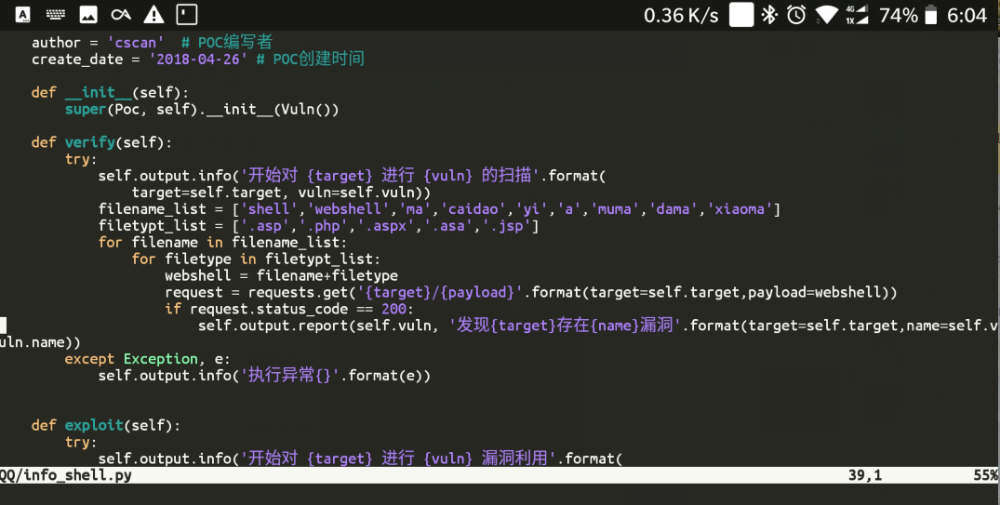 0.36 K/s 4G 1X 74% 6:04
author = 'cscan'  # POC编写者
create_date = '2018-04-26' # POC创建时间
def __init__(self):
super(Poc, self).__init__(Vuln())
def verify(self):
try:
self.output.info('开始对 {target} 进行 {vuln} 的扫描'.format(
target=self.target, vuln=self.vuln))
filename_list = ['shell','webshell','ma','caidao','yi','a','muma','dama','xiaoma']
filetypt_list = ['.asp','.php','.aspx','.asa','.jsp']
for filename in filename_list:
for filetype in filetypt_list:
webshell = filename+filetype
request = requests.get('{target}/{payload}'.format(target=self.target,payload=webshell))
if request.status_code == 200:
self.output.report(self.vuln, '发现{target}存在{name}漏洞'.format(target=self.target,name=self.v
uln.name))
except Exception, e:
self.output.info('执行异常{}'.format(e))
def exploit(self):
try:
self.output.info('开始对 {target} 进行 {vuln} 漏洞利用'.format(
QQ/info_shell.py 39,1 55%